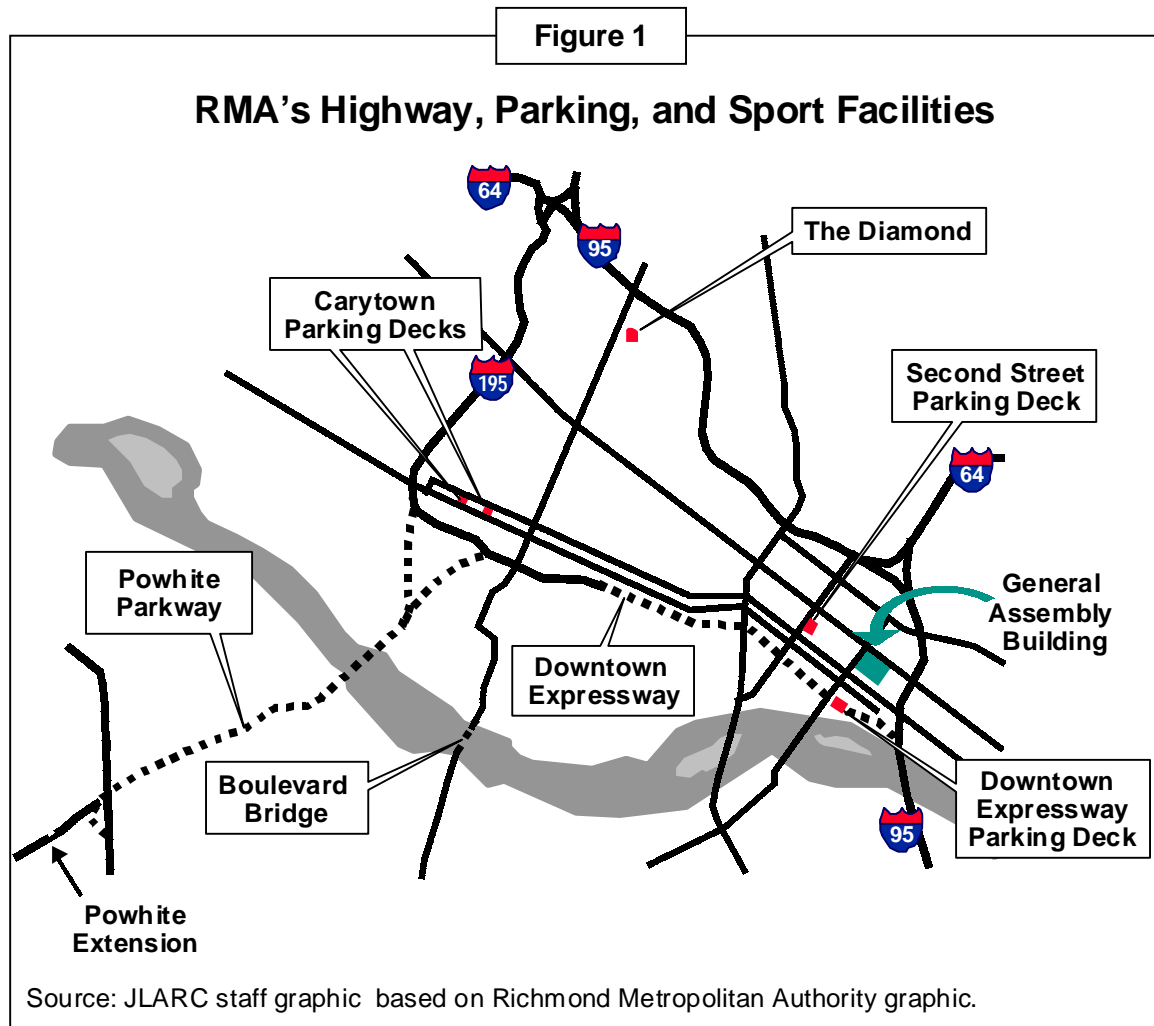 Figure 1
RMA's Highway, Parking, and Sport Facilities
64
95
The Diamond
Carytown
Parking Decks
195
Second Street
Parking Deck
64
Powhite
Parkway
General
Assembly
Building
Downtown
Expressway
Boulevard
Bridge
Downtown
Expressway
Parking Deck
95
Powhite
Extension
Source: JLARC staff graphic based on Richmond Metropolitan Authority graphic.